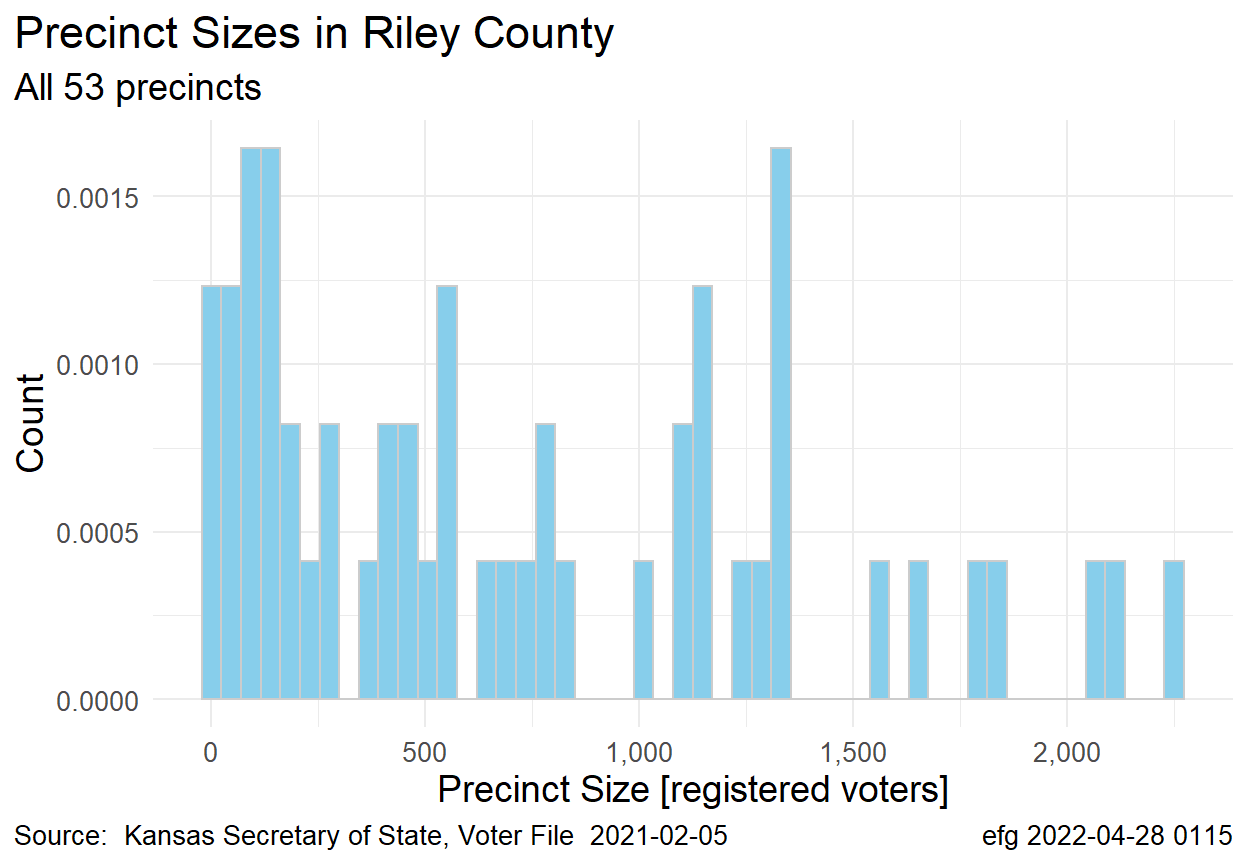 Precinct Sizes in Riley County
All 53 precincts
0.0015
0.0010
0.0005
0.0000
Count
0 500 1,000 1,500 2,000
Precinct Size [registered voters]
Source:  Kansas Secretary of State, Voter File  2021-02-05 efg 2022-04-28 0115